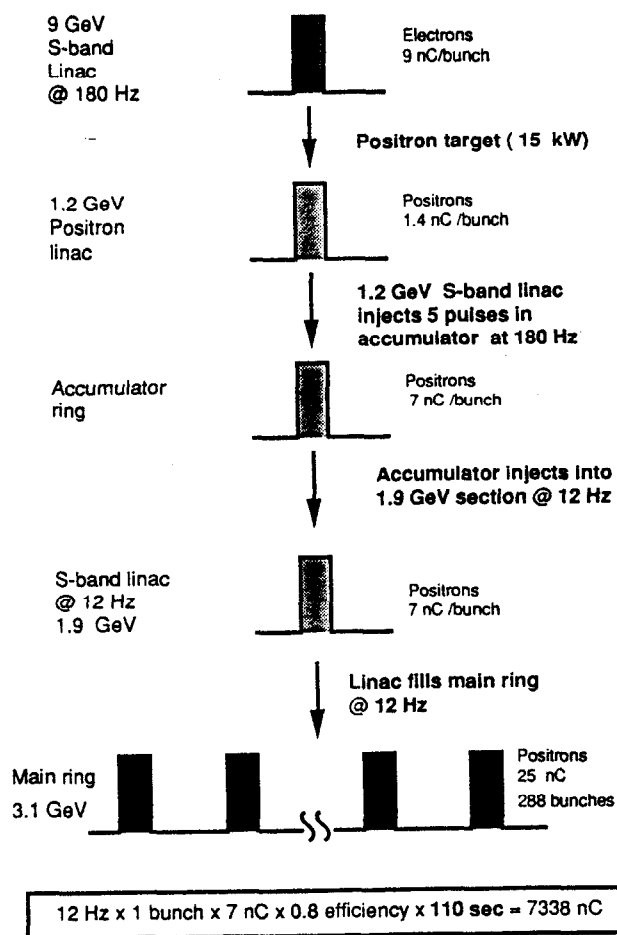 9 GeV
S-band
Linac
@ 180 Hz
Electrons
9 nC/bunch
Positron target ( 15 kW)
1.2 GeV
Positron
linac
Positrons
1.4 nC /bunch
1.2 GeV S-band linac
injects 5 pulses in
accumulator at 180 Hz
Accumulator
ring
Positrons
7 nC /bunch
Accumulator injects into
1.9 GeV section @ 12 Hz
S-band linac
@ 12 Hz
1.9 GeV
Positrons
7 nC /bunch
Linac fills main ring
@ 12 Hz
Main ring
3.1 GeV
Positrons
25 nC
288 bunches
12 Hz x 1 bunch x 7 nC x 0.8 efficiency x 110 sec = 7338 nC